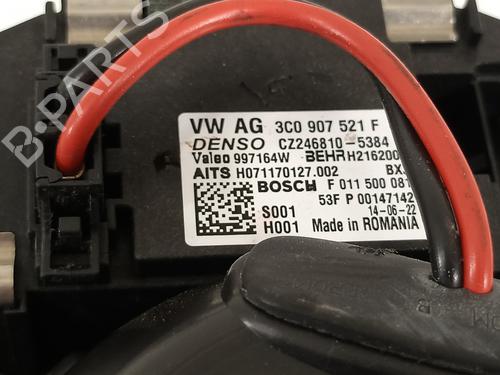 B-PARTS
VW AG 3C0 907 521 F
DENSO CZ246810-5384
Valeo 997164W BEHR H216200
AITS H071170127.002 BX
BOSCH F 011 500 081
53F P 00147142
S001 14-06-22
H001 Made in ROMANIA